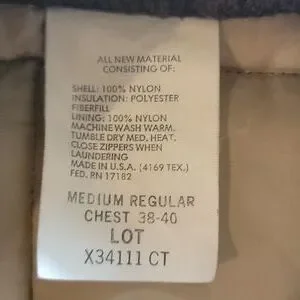 ALL NEW MATERIAL
CONSISTING OF:
SHELL: 100% NYLON
INSULATION: POLYESTER
FIBERFILL
LINING: 100% NYLON
MACHINE WASH WARM.
TUMBLE DRY MED. HEAT.
CLOSE ZIPPERS WHEN
LAUNDERING
MADE IN U.S.A. (4169 TEX.)
FED. RN 17182
MEDIUM REGULAR
CHEST 38-40
LOT
X34111 CT